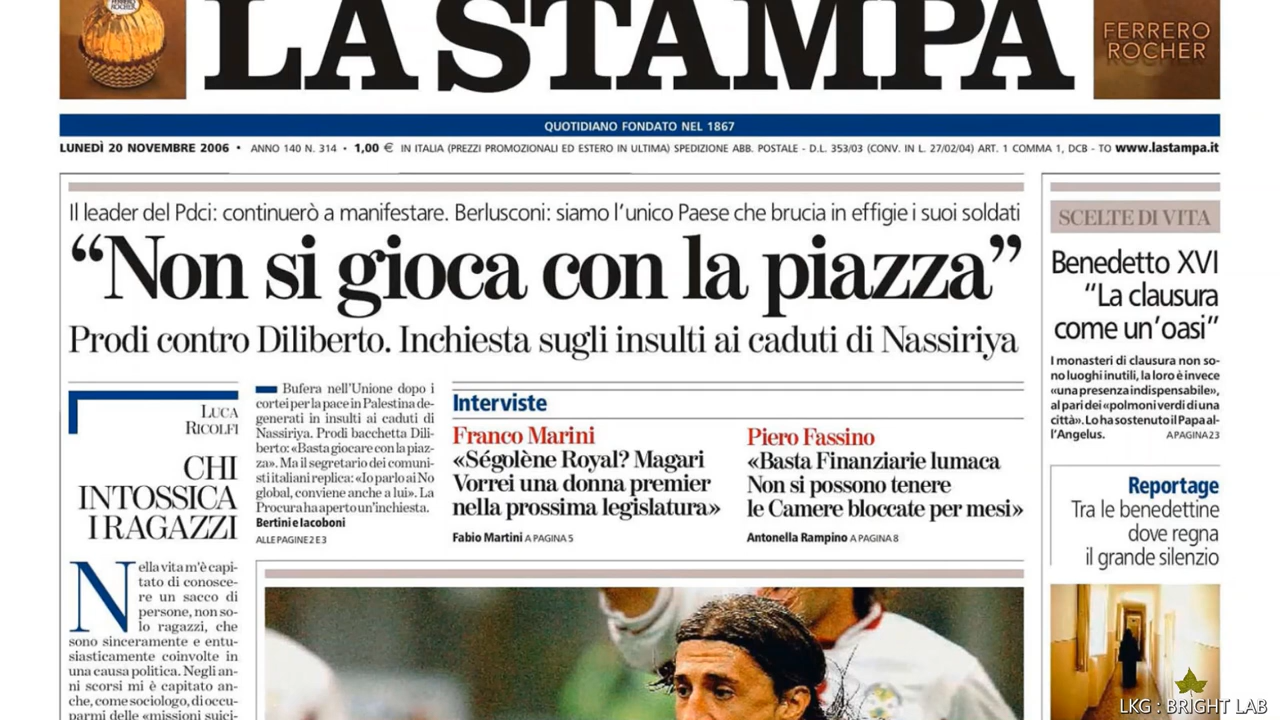 FERRERO ROCHER
LA STAMPA
FERRERO
ROCHER
QUOTIDIANO FONDATO NEL 1867
LUNEDÌ 20 NOVEMBRE 2006 • ANNO 140 N. 314 • 1,00 € IN ITALIA (PREZZI PROMOZIONALI ED ESTERO IN ULTIMA) SPEDIZIONE ABB. POSTALE - D.L. 353/03 (CONV. IN L. 27/02/04) ART. 1 COMMA 1, DCB - TO www.lastampa.it
Il leader del Pdci: continuerò a manifestare. Berlusconi: siamo l'unico Paese che brucia in effigie i suoi soldati
“Non si gioca con la piazza”
Prodi contro Diliberto. Inchiesta sugli insulti ai caduti di Nassiriya
LUCA
RICOLFI
CHI
INTOSSICA
I RAGAZZI
Nella vita m'è capi-
tato di conosce-
re un sacco di
persone, non so-
lo ragazzi, che
sono sinceramente e entu-
siasticamente coinvolte in
una causa politica. Negli an-
ni scorsi mi è capitato an-
che, come sociologo, di occu-
parmi delle «missioni suici-
Bufera nell'Unione dopo i
cortei per la pace in Palestina de-
generati in insulti ai caduti di
Nassiriya. Prodi bacchetta Dili-
berto: «Basta giocare con la piaz-
za». Ma il segretario dei comuni-
sti italiani replica: «Io parlo ai No
global, conviene anche a lui». La
Procura ha aperto un'inchiesta.
Bertini e Iacoboni
ALLE PAGINE 2 E 3
Interviste
Franco Marini
«Ségolène Royal? Magari
Vorrei una donna premier
nella prossima legislatura»
Fabio Martini A PAGINA 5
Piero Fassino
«Basta Finanziarie lumaca
Non si possono tenere
le Camere bloccate per mesi»
Antonella Rampino A PAGINA 8
SCELTE DI VITA
Benedetto XVI
“La clausura
come un'oasi”
I monasteri di clausura non so-
no luoghi inutili, la loro è invece
«una presenza indispensabile»,
al pari dei «polmoni verdi di una
città». Lo ha sostenuto il Papa al-
l'Angelus. A PAGINA 23
Reportage
Tra le benedettine
dove regna
il grande silenzio
LKG : BRIGHT LAB